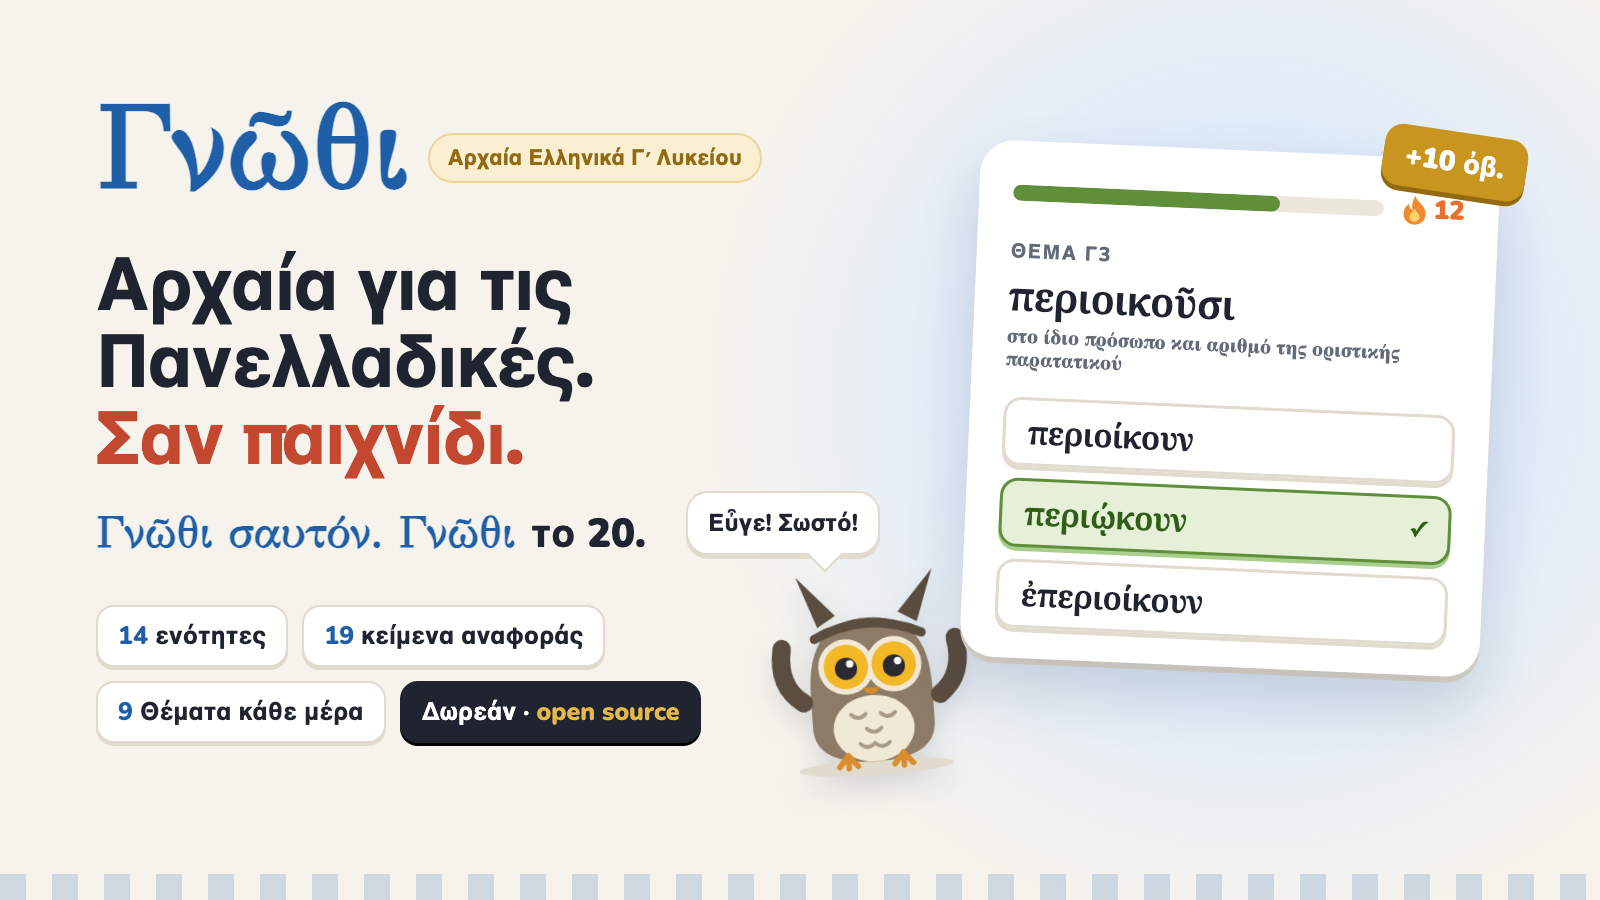 Γνῶθι
Αρχαία Ελληνικά Γ′ Λυκείου
Αρχαία για τις
Πανελλαδικές.
Σαν παιχνίδι.
Γνῶθι σαυτόν. Γνῶθι το 20.
14 ενότητες
19 κείμενα αναφοράς
9 Θέματα κάθε μέρα
Δωρεάν · open source
Εὖγε! Σωστό!
+10 ὀβ.
12
ΘΕΜΑ Γ3
περιοικοῦσι
στο ίδιο πρόσωπο και αριθμό της οριστικής
παρατατικού
περιοίκουν
περιῴκουν ✓
ἐπεριοίκουν